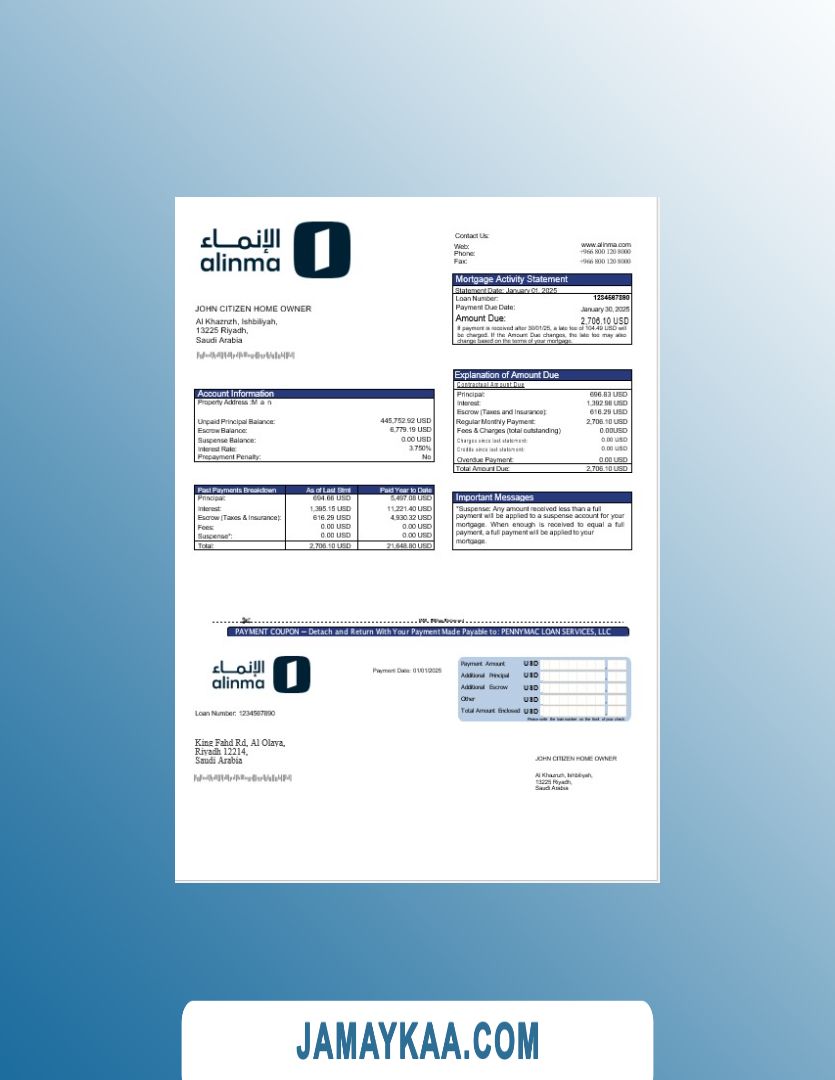 الإنماء
alinma
Contact Us:
Web: www.alinma.com
Phone: +966 800 120 8000
Fax: +966 800 120 8000
Mortgage Activity Statement
Statement Date: January 01, 2025
Loan Number: 1234567890
Payment Due Date: January 30, 2025
Amount Due: 2,706.10 USD
If payment is received after 30/01/25, a late fee of 104.49 USD will
be charged. If the Amount Due changes, the late fee may also
change based on the terms of your mortgage.
JOHN CITIZEN HOME OWNER
Al Khaznzh, Ishbiliyah,
13225 Riyadh,
Saudi Arabia
Explanation of Amount Due
Contractual Amount Due
Principal: 696.83 USD
Interest: 1,392.98 USD
Escrow (Taxes and Insurance): 616.29 USD
Regular Monthly Payment: 2,706.10 USD
Fees & Charges (total outstanding) 0.00USD
Charges since last statement: 0.00 USD
Credits since last statement: 0.00 USD
Overdue Payment: 0.00 USD
Total Amount Due: 2,706.10 USD
Account Information
Property Address :M a n
Unpaid Principal Balance: 445,752.92 USD
Escrow Balance: 6,779.19 USD
Suspense Balance: 0.00 USD
Interest Rate: 3.750%
Prepayment Penalty: No
Past Payments Breakdown As of Last Stmt Paid Year to Date
Principal: 694.66 USD 5,497.08 USD
Interest: 1,395.15 USD 11,221.40 USD
Escrow (Taxes & Insurance): 616.29 USD 4,930.32 USD
Fees: 0.00 USD 0.00 USD
Suspense*: 0.00 USD 0.00 USD
Total: 2,706.10 USD 21,648.80 USD
Important Messages
*Suspense: Any amount received less than a full
payment will be applied to a suspense account for your
mortgage. When enough is received to equal a full
payment, a full payment will be applied to your
mortgage.
PAYMENT COUPON – Detach and Return With Your Payment Made Payable to: PENNYMAC LOAN SERVICES, LLC
الإنماء
alinma
Payment Date: 01/01/2025
Payment Amount USD
Additional Principal USD
Additional Escrow USD
Other USD
Total Amount Enclosed USD
Please write the loan number on the front of your check.
Loan Number: 1234567890
King Fahd Rd, Al Olaya,
Riyadh 12214,
Saudi Arabia
JOHN CITIZEN HOME OWNER
Al Khaznzh, Ishbiliyah,
13225 Riyadh,
Saudi Arabia
JAMAYKAA.COM